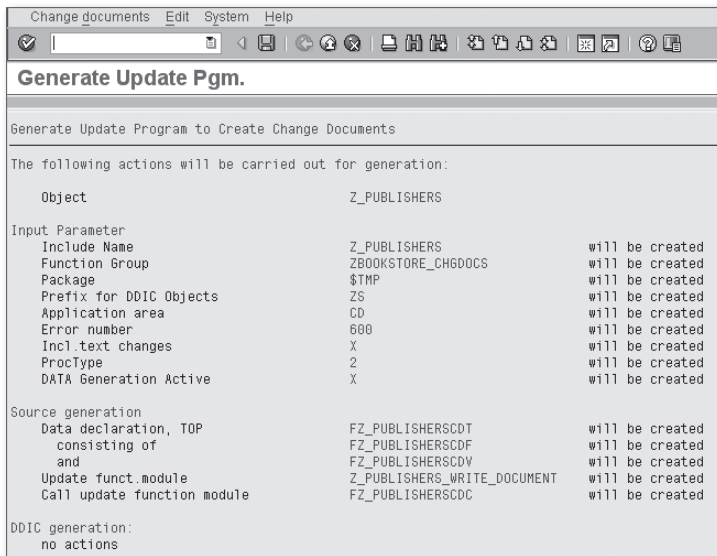 Change documents Edit System Help
Generate Update Pgm.
Generate Update Program to Create Change Documents
The following actions will be carried out for generation:
Object Z_PUBLISHERS
Input Parameter
Include Name Z_PUBLISHERS will be created
Function Group ZBOOKSTORE_CHGDOCS will be created
Package $TMP will be created
Prefix for DDIC Objects ZS will be created
Application area CD will be created
Error number 600 will be created
Incl.text changes X will be created
ProcType 2 will be created
DATA Generation Active X will be created
Source generation
Data declaration, TOP FZ_PUBLISHERSCDT will be created
consisting of FZ_PUBLISHERSCDF will be created
and FZ_PUBLISHERSCDV will be created
Update funct.module Z_PUBLISHERS_WRITE_DOCUMENT will be created
Call update function module FZ_PUBLISHERSCDC will be created
DDIC generation:
no actions